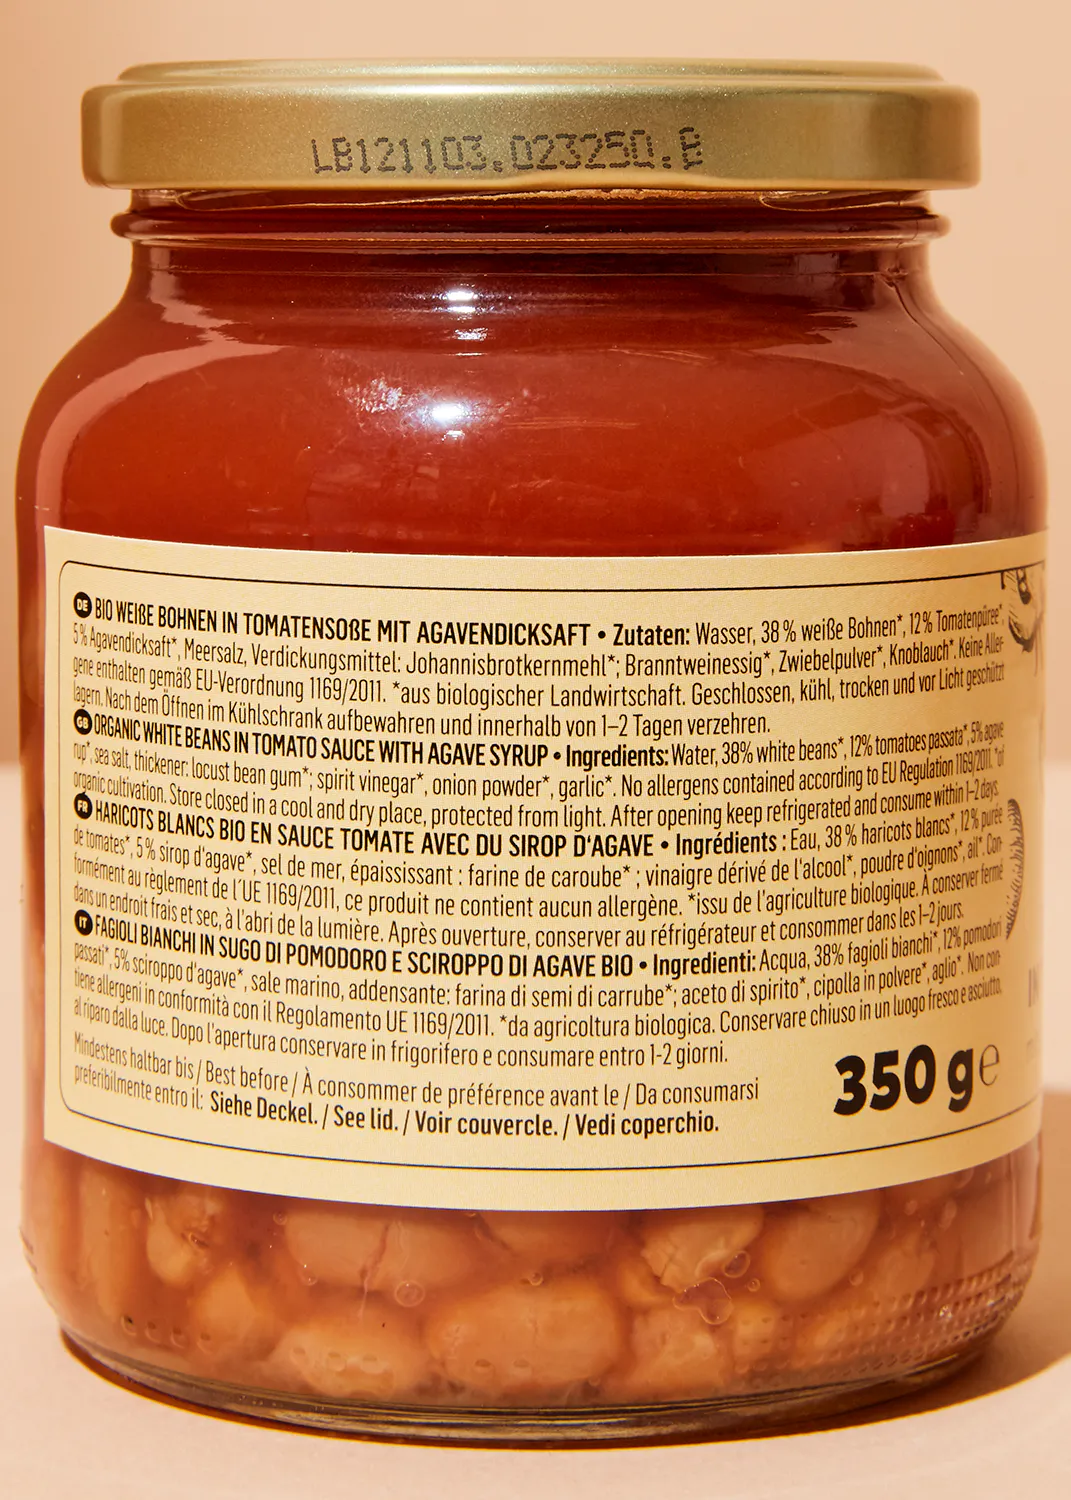 LB121103.023250.B
DE BIO WEIßE BOHNEN IN TOMATENSOßE MIT AGAVENDICKSAFT • Zutaten: Wasser, 38 % weiße Bohnen*, 12 % Tomatenpüree*,
5 % Agavendicksaft*, Meersalz, Verdickungsmittel: Johannisbrotkernmehl*; Branntweinessig*, Zwiebelpulver*, Knoblauch*. Keine Aller-
gene enthalten gemäß EU-Verordnung 1169/2011. *aus biologischer Landwirtschaft. Geschlossen, kühl, trocken und vor Licht geschützt
lagern. Nach dem Öffnen im Kühlschrank aufbewahren und innerhalb von 1–2 Tagen verzehren.
GB ORGANIC WHITE BEANS IN TOMATO SAUCE WITH AGAVE SYRUP • Ingredients: Water, 38% white beans*, 12% tomatoes passata*, 5% agave
rup*, sea salt, thickener: locust bean gum*; spirit vinegar*, onion powder*, garlic*. No allergens contained according to EU Regulation 1169/2011. *of
organic cultivation. Store closed in a cool and dry place, protected from light. After opening keep refrigerated and consume within 1–2 days.
FR HARICOTS BLANCS BIO EN SAUCE TOMATE AVEC DU SIROP D'AGAVE • Ingrédients : Eau, 38 % haricots blancs*, 12% purée
de tomates*, 5 % sirop d'agave*, sel de mer, épaississant : farine de caroube* ; vinaigre dérivé de l'alcool*, poudre d'oignons*, ail*. Con-
formément au règlement de l'UE 1169/2011, ce produit ne contient aucun allergène. *issu de l'agriculture biologique. À conserver fermé
dans un endroit frais et sec, à l'abri de la lumière. Après ouverture, conserver au réfrigérateur et consommer dans les 1–2 jours.
IT FAGIOLI BIANCHI IN SUGO DI POMODORO E SCIROPPO DI AGAVE BIO • Ingredienti: Acqua, 38% fagioli bianchi*, 12% pomodori
passati*, 5% sciroppo d'agave*, sale marino, addensante: farina di semi di carrube*; aceto di spirito*, cipolla in polvere*, aglio*. Non con-
tiene allergeni in conformità con il Regolamento UE 1169/2011. *da agricoltura biologica. Conservare chiuso in un luogo fresco e asciutto,
al riparo dalla luce. Dopo l'apertura conservare in frigorifero e consumare entro 1-2 giorni.
Mindestens haltbar bis / Best before / À consommer de préférence avant le / Da consumarsi
preferibilmente entro il: Siehe Deckel. / See lid. / Voir couvercle. / Vedi coperchio.
350 g e